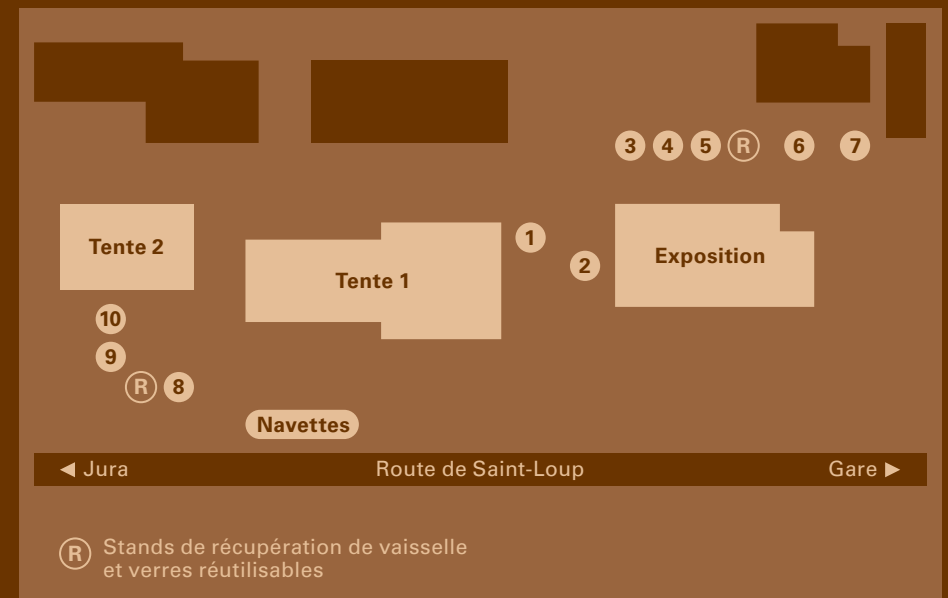 3 4 5 R 6 7
Tente 2
Tente 1
1
2
Exposition
10
9
R 8
Navettes
◀ Jura Route de Saint-Loup Gare ▶
R Stands de récupération de vaisselle
et verres réutilisables